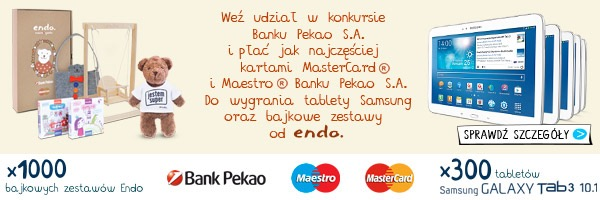 endo.
Weź udział w konkursie
Banku Pekao S.A.
i płać jak najczęściej
kartami MasterCard®
i Maestro® Banku Pekao S.A.
Do wygrania tablety Samsung
oraz bajkowe zestawy
od endo.
jestem
super
SPRAWDŹ SZCZEGÓŁY
x1000
bajkowych zestawów Endo
Bank Pekao
Maestro
MasterCard
x300 tabletów
Samsung GALAXY Tab3 10.1